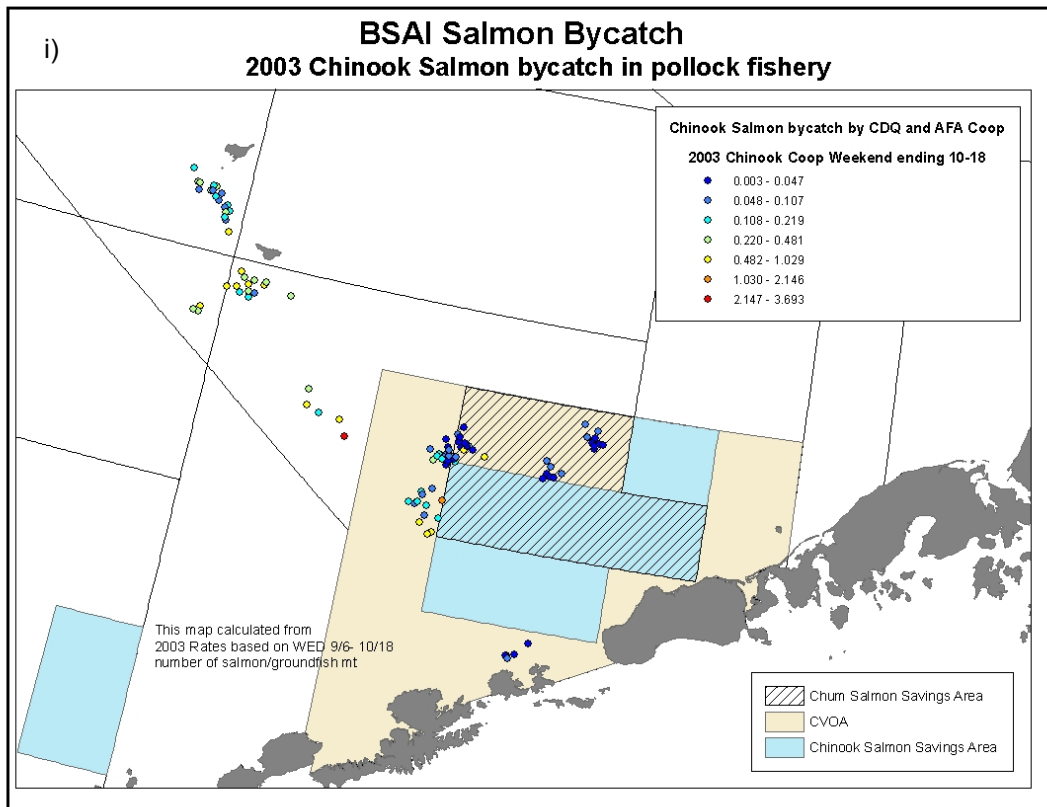 i)
BSAI Salmon Bycatch
2003 Chinook Salmon bycatch in pollock fishery
Chinook Salmon bycatch by CDQ and AFA Coop
2003 Chinook Coop Weekend ending 10-18
0.003 - 0.047
0.048 - 0.107
0.108 - 0.219
0.220 - 0.481
0.482 - 1.029
1.030 - 2.146
2.147 - 3.693
This map calculated from
2003 Rates based on WED 9/6- 10/18
number of salmon/groundfish mt
Chum Salmon Savings Area
CVOA
Chinook Salmon Savings Area